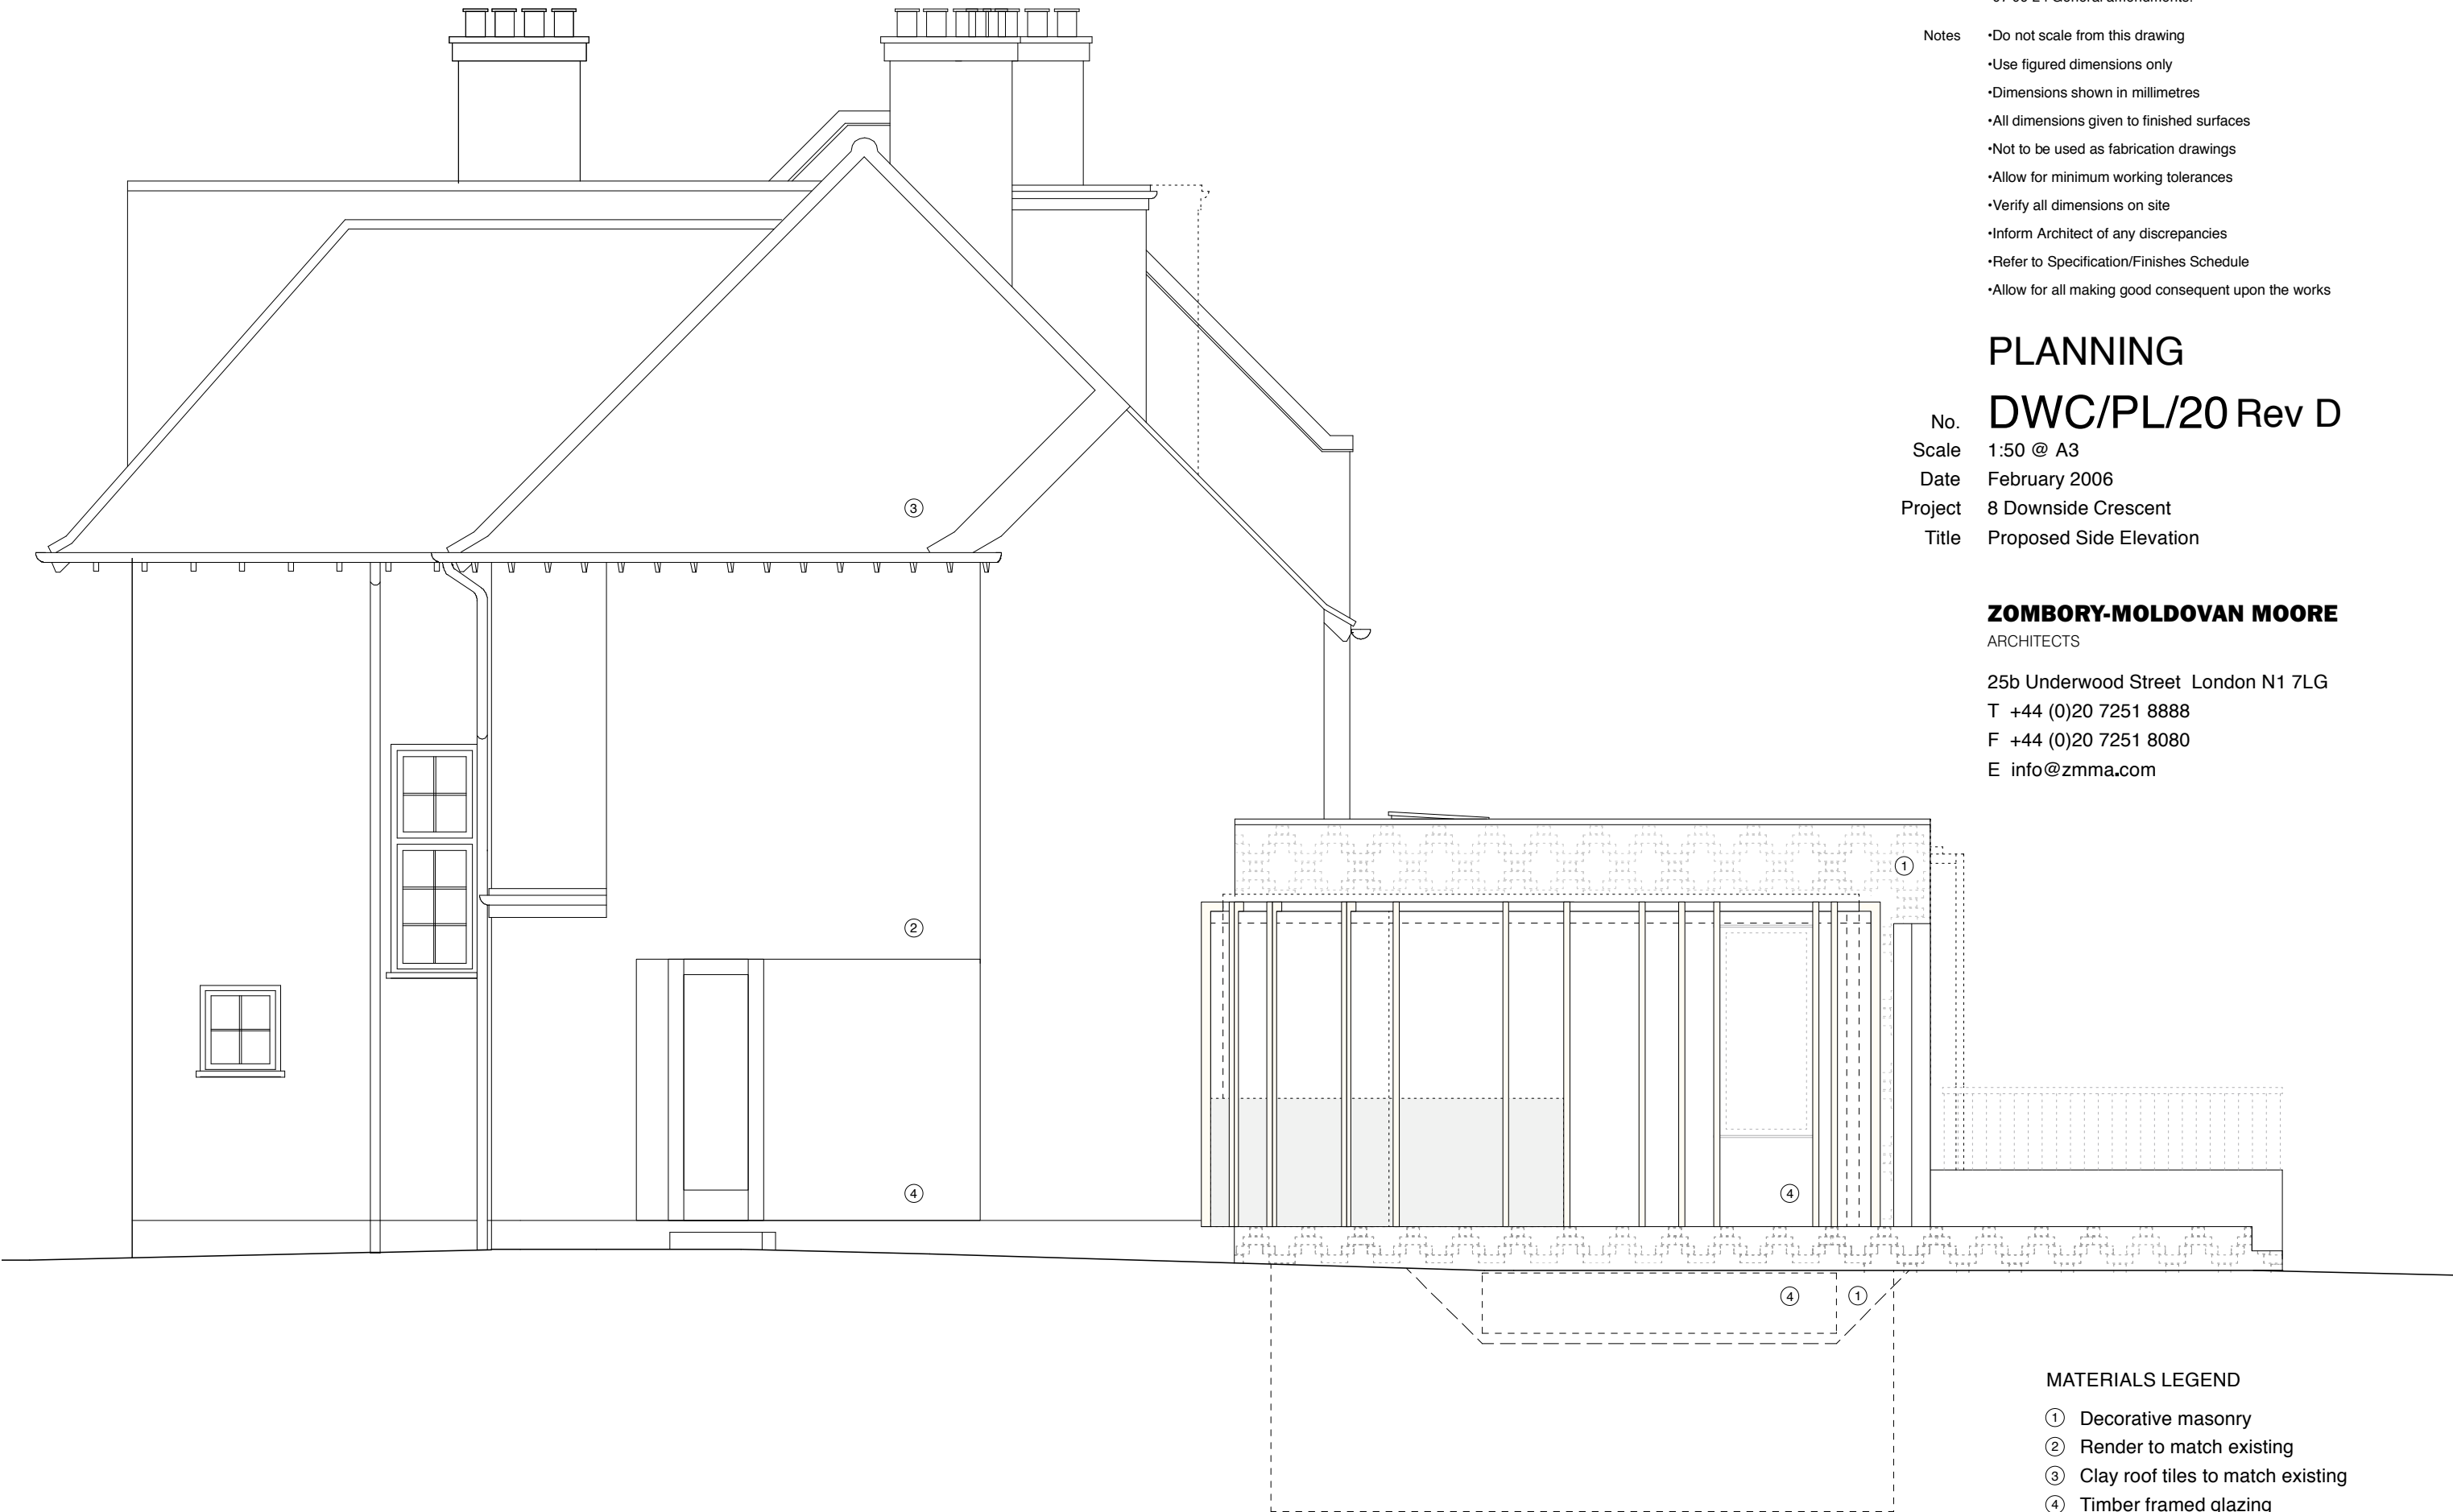 Notes •Do not scale from this drawing
•Use figured dimensions only
•Dimensions shown in millimetres
•All dimensions given to finished surfaces
•Not to be used as fabrication drawings
•Allow for minimum working tolerances
•Verify all dimensions on site
•Inform Architect of any discrepancies
•Refer to Specification/Finishes Schedule
•Allow for all making good consequent upon the works
PLANNING
No. DWC/PL/20 Rev D
Scale 1:50 @ A3
Date February 2006
Project 8 Downside Crescent
Title Proposed Side Elevation
ZOMBORY-MOLDOVAN MOORE
ARCHITECTS
25b Underwood Street London N1 7LG
T +44 (0)20 7251 8888
F +44 (0)20 7251 8080
E info@zmma.com
3
1
2
4
4
4
1
MATERIALS LEGEND
1 Decorative masonry
2 Render to match existing
3 Clay roof tiles to match existing
4 Timber framed glazing